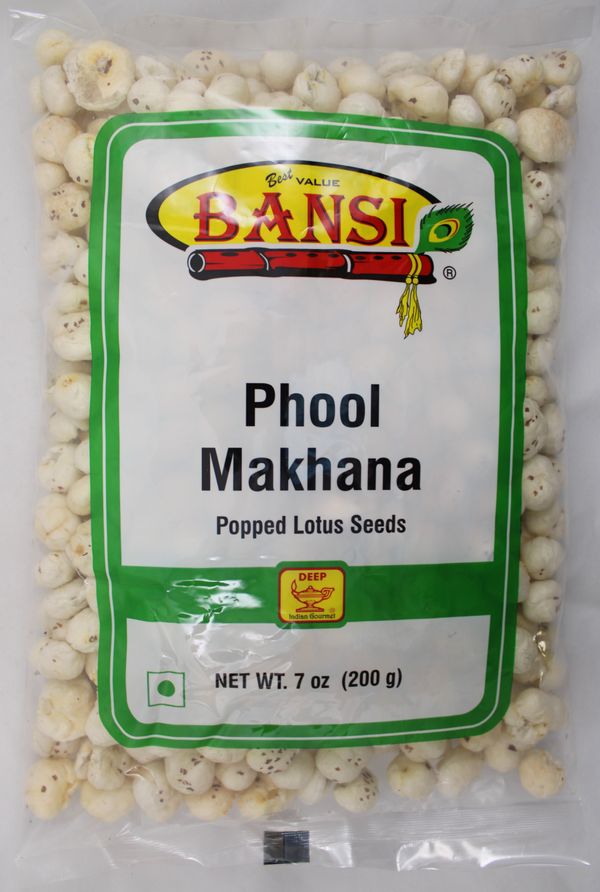 Best VALUE
BANSI
®
Phool
Makhana
Popped Lotus Seeds
DEEP
Indian Gourmet
NET WT. 7 oz (200 g)